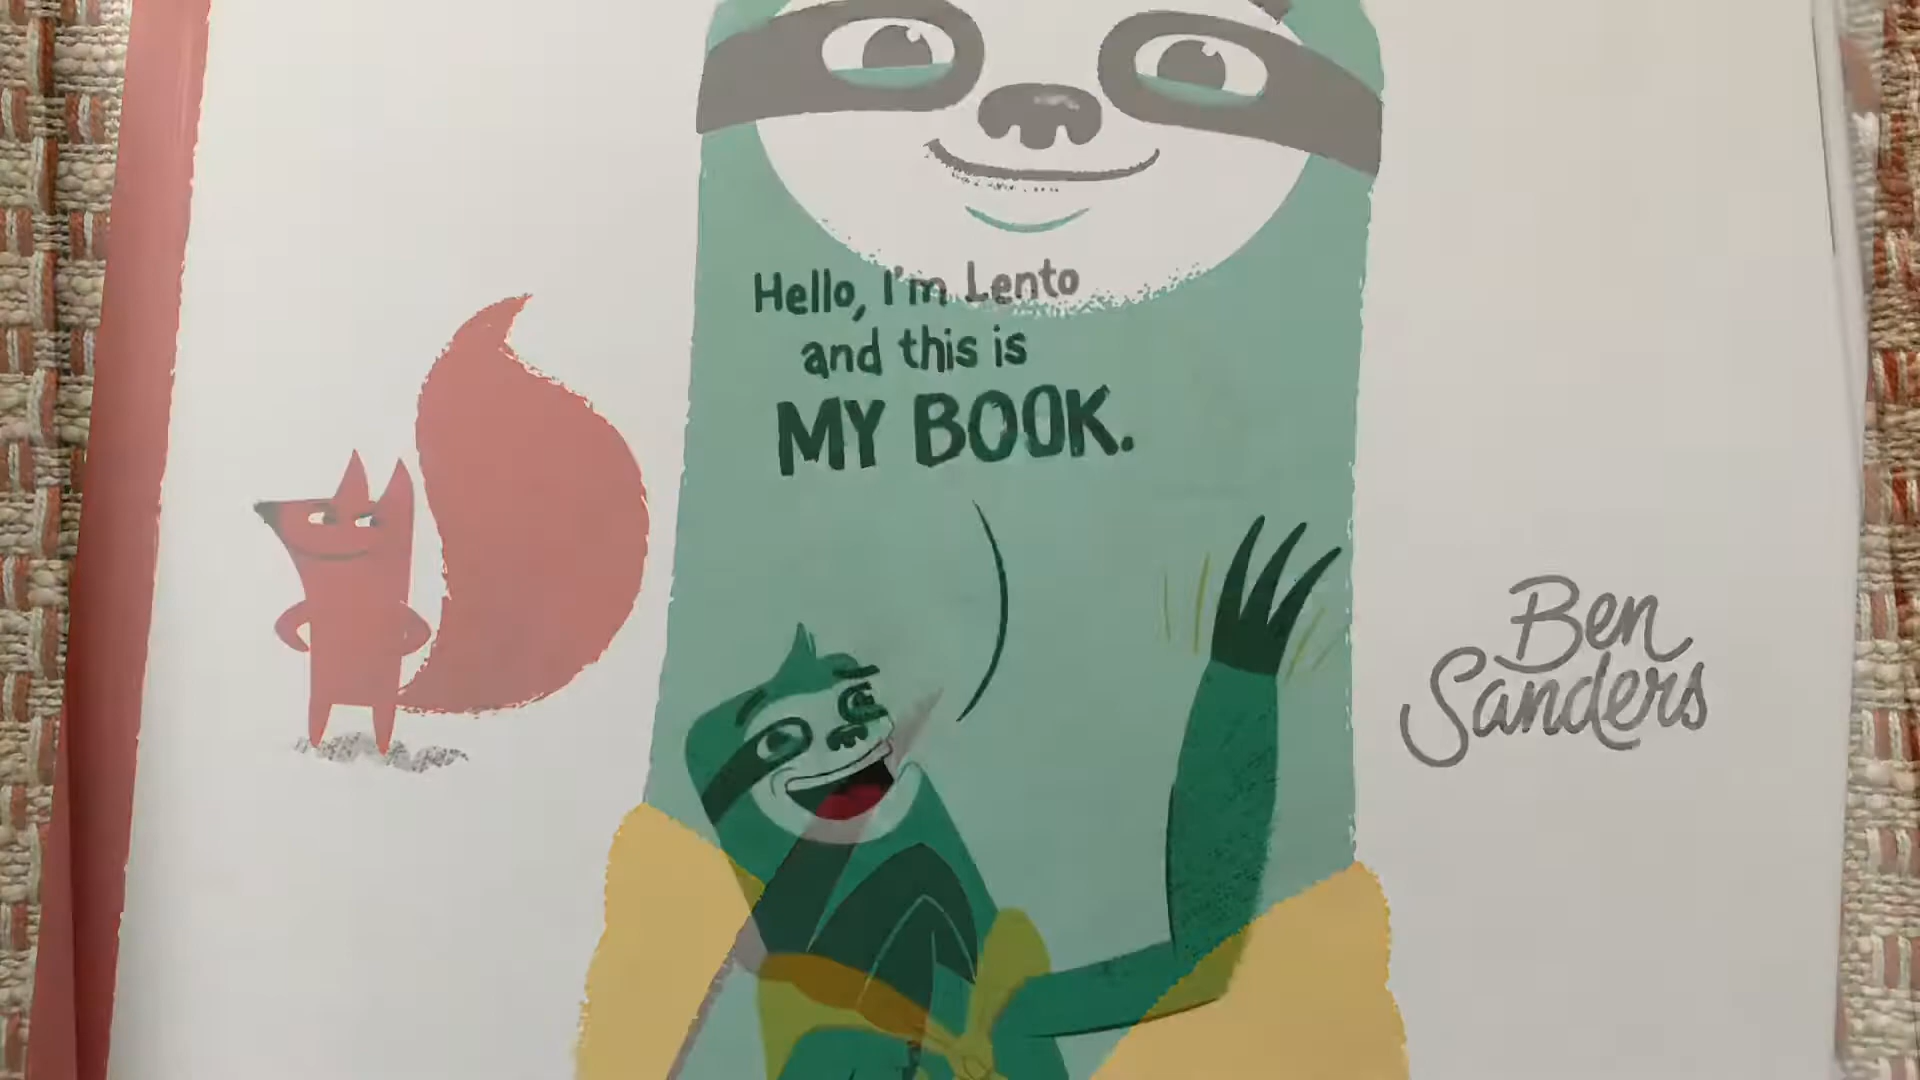 Hello, I'm Lento
and this is
MY BOOK.
Ben
Sanders